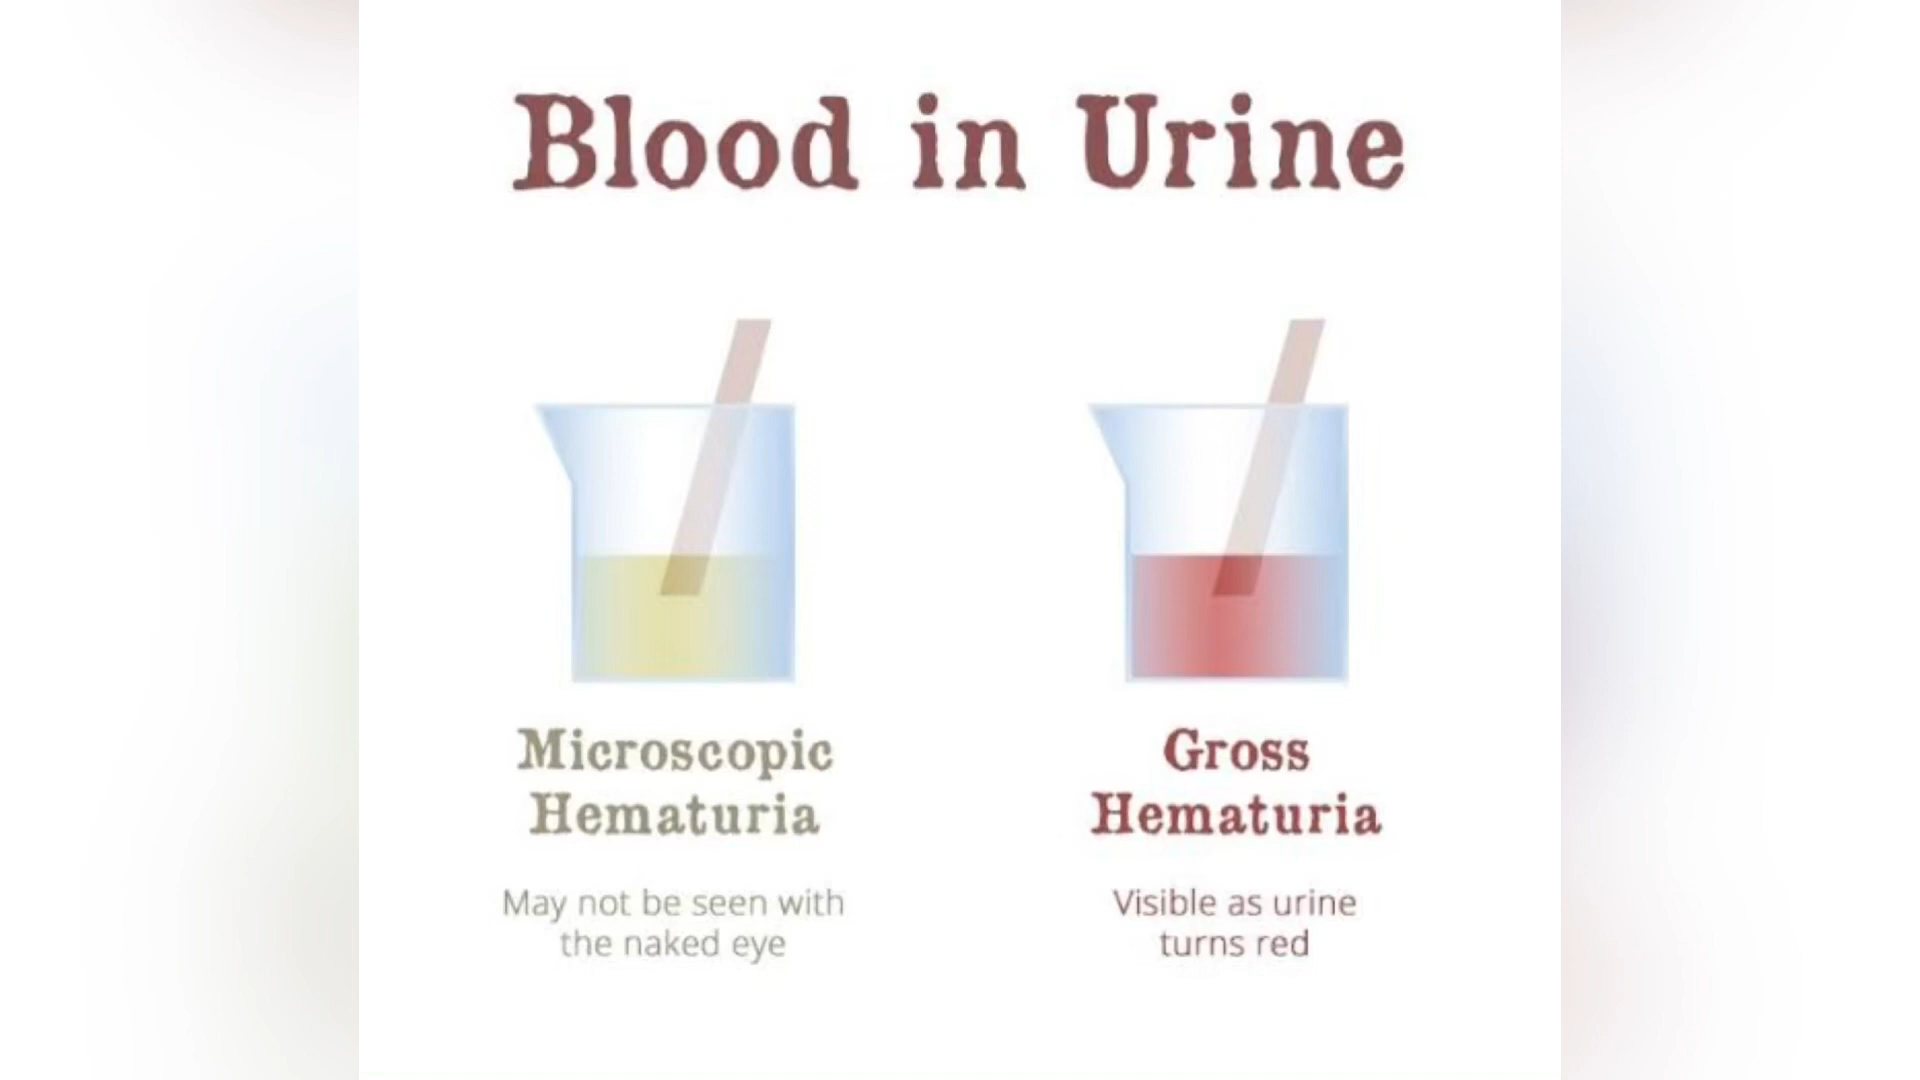 Blood in Urine
Microscopic
Hematuria
May not be seen with
the naked eye
Gross
Hematuria
Visible as urine
turns red